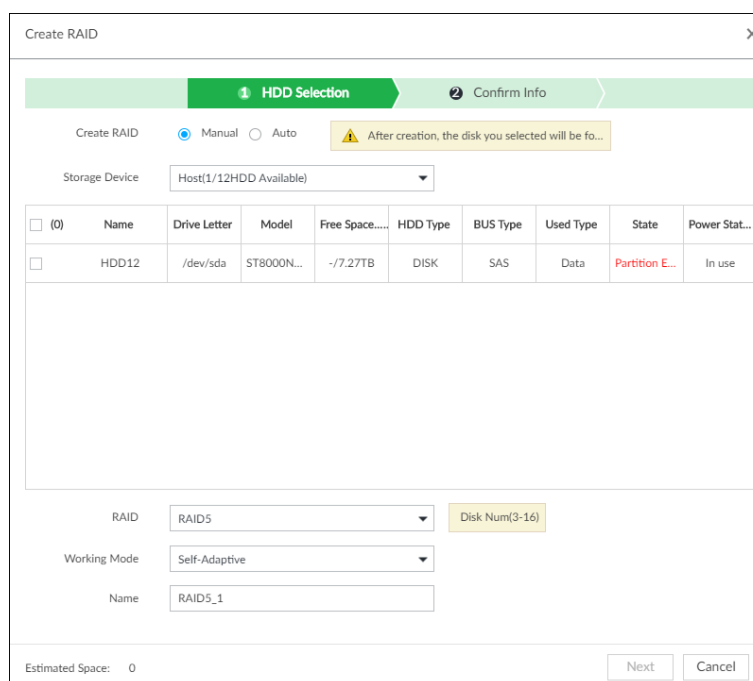 Create RAID
1 HDD Selection 2 Confirm Info
Create RAID Manual Auto After creation, the disk you selected will be fo...
Storage Device Host(1/12HDD Available)
(0) Name Drive Letter Model Free Space..... HDD Type BUS Type Used Type State Power Stat...
HDD12 /dev/sda ST8000N... -/7.27TB DISK SAS Data Partition E... In use
RAID RAID5 Disk Num(3-16)
Working Mode Self-Adaptive
Name RAID5_1
Estimated Space: 0 Next Cancel